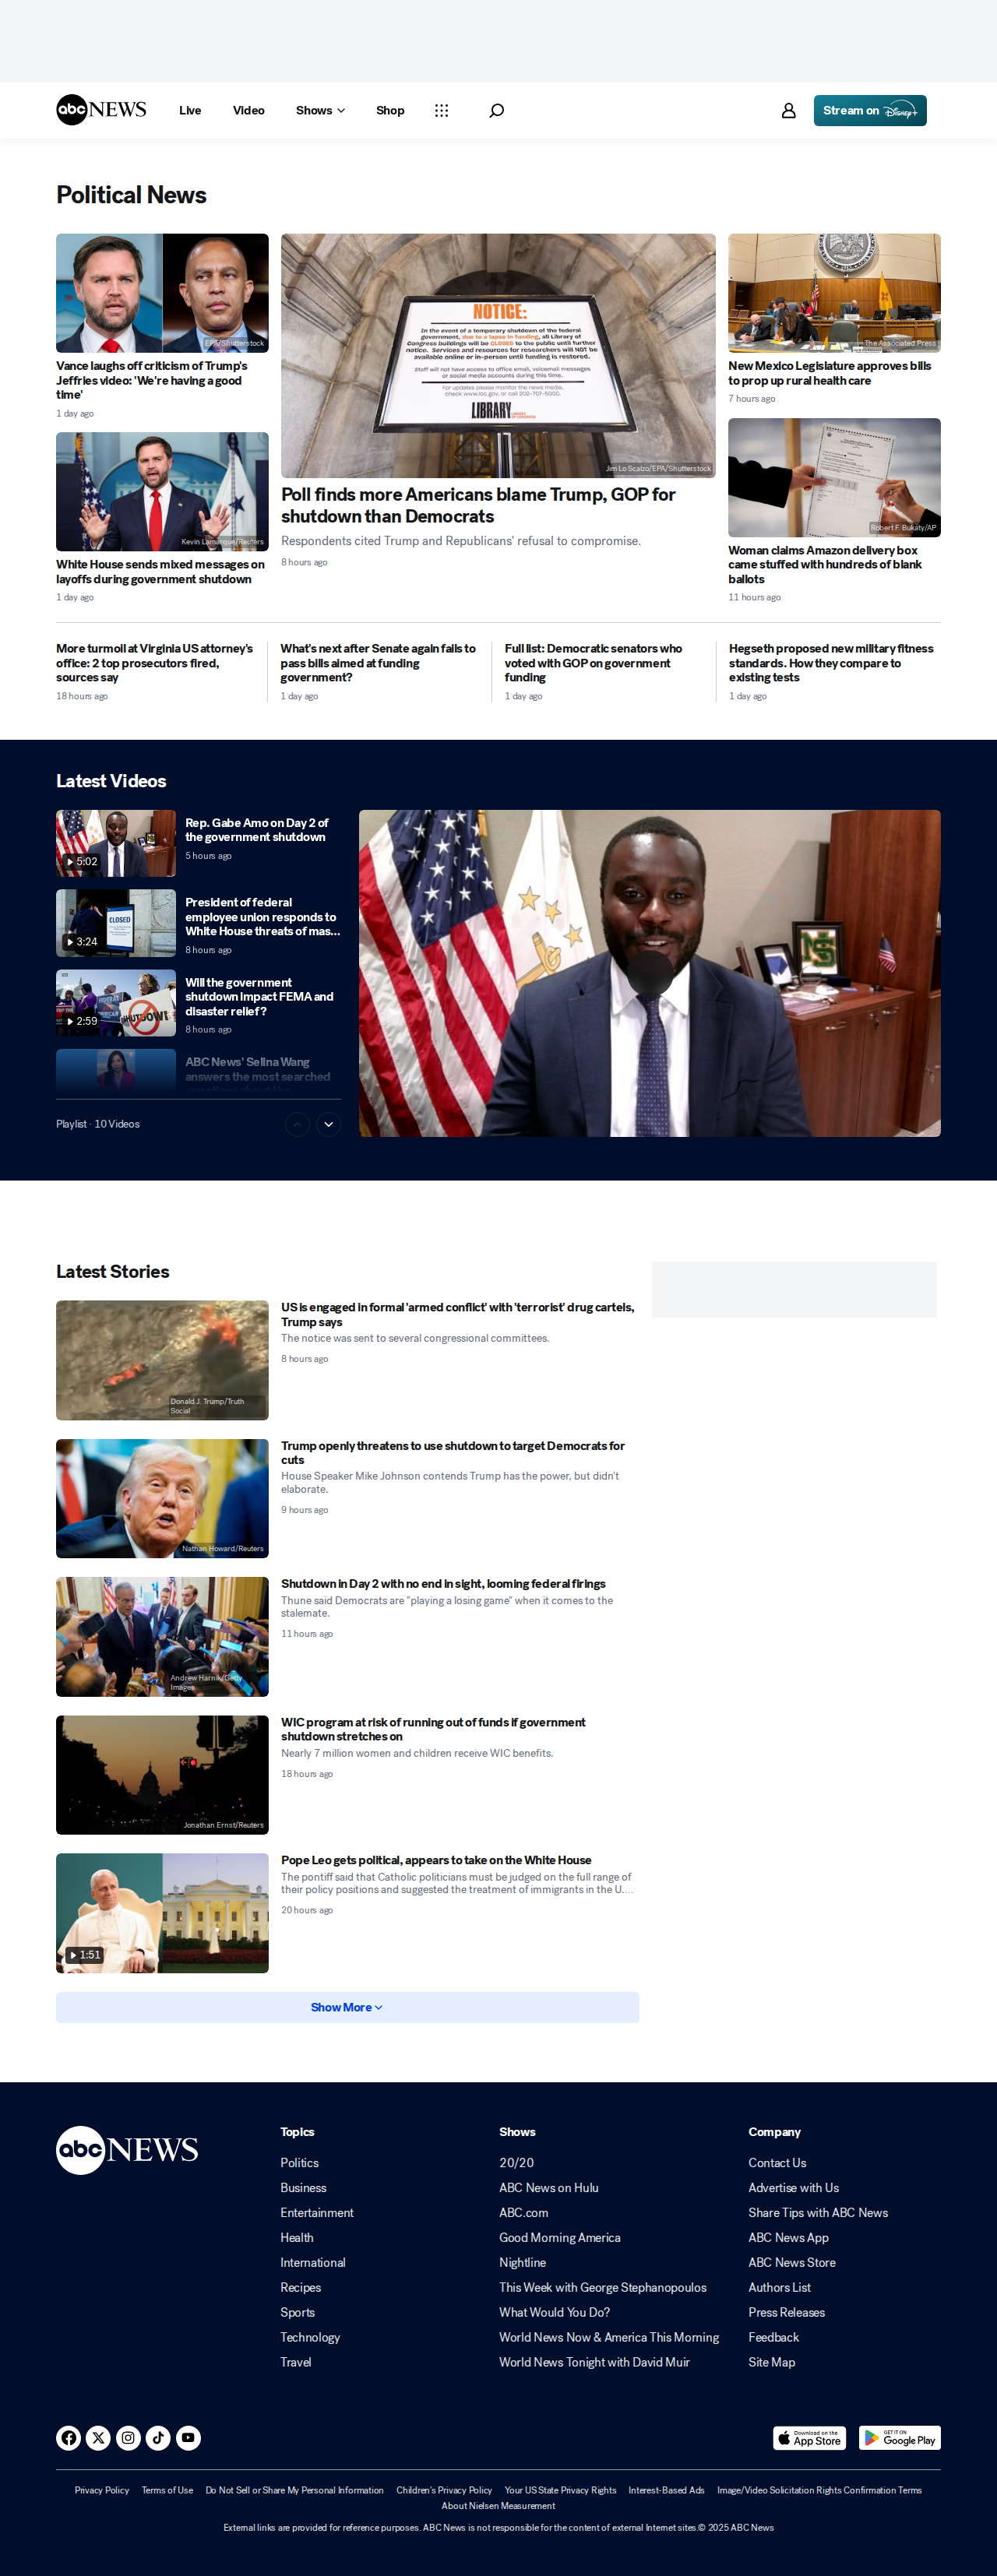 abc NEWS
Live
Video
Shows
Shop
Stream on Disney+
Political News
EPA/Shutterstock
Vance laughs off criticism of Trump's
Jeffries video: 'We're having a good
time'
1 day ago
Kevin Lamarque/Reuters
White House sends mixed messages on
layoffs during government shutdown
1 day ago
NOTICE:
In the event of a temporary shutdown of the federal
government, due to a lapse in funding, all Library of
Congress buildings will be CLOSED to the public until further
notice. Services and resources for researchers will NOT be
available online or in-person until funding is restored.
Staff will not have access to email, voicemail messages
or social media accounts during this time.
For updates please monitor the news media,
check www.loc.gov, or call 202-707-5000.
LIBRARY
Jim Lo Scalzo/EPA/Shutterstock
Poll finds more Americans blame Trump, GOP for
shutdown than Democrats
Respondents cited Trump and Republicans' refusal to compromise.
8 hours ago
The Associated Press
New Mexico Legislature approves bills
to prop up rural health care
7 hours ago
Robert F. Bukaty/AP
Woman claims Amazon delivery box
came stuffed with hundreds of blank
ballots
11 hours ago
More turmoil at Virginia US attorney's
office: 2 top prosecutors fired,
sources say
18 hours ago
What's next after Senate again fails to
pass bills aimed at funding
government?
1 day ago
Full list: Democratic senators who
voted with GOP on government
funding
1 day ago
Hegseth proposed new military fitness
standards. How they compare to
existing tests
1 day ago
Latest Videos
5:02
Rep. Gabe Amo on Day 2 of
the government shutdown
5 hours ago
CLOSED
3:24
President of federal
employee union responds to
White House threats of mas...
8 hours ago
SHUTDOWN
2:59
Will the government
shutdown impact FEMA and
disaster relief?
8 hours ago
ABC News' Selina Wang
answers the most searched
Playlist · 10 Videos
Latest Stories
Donald J. Trump/Truth
Social
US is engaged in formal 'armed conflict' with 'terrorist' drug cartels,
Trump says
The notice was sent to several congressional committees.
8 hours ago
Nathan Howard/Reuters
Trump openly threatens to use shutdown to target Democrats for
cuts
House Speaker Mike Johnson contends Trump has the power, but didn't
elaborate.
9 hours ago
Andrew Harnik/Getty
Images
Shutdown in Day 2 with no end in sight, looming federal firings
Thune said Democrats are "playing a losing game" when it comes to the
stalemate.
11 hours ago
Jonathan Ernst/Reuters
WIC program at risk of running out of funds if government
shutdown stretches on
Nearly 7 million women and children receive WIC benefits.
18 hours ago
1:51
Pope Leo gets political, appears to take on the White House
The pontiff said that Catholic politicians must be judged on the full range of
their policy positions and suggested the treatment of immigrants in the U....
20 hours ago
Show More
abc NEWS
Topics
Politics
Business
Entertainment
Health
International
Recipes
Sports
Technology
Travel
Shows
20/20
ABC News on Hulu
ABC.com
Good Morning America
Nightline
This Week with George Stephanopoulos
What Would You Do?
World News Now & America This Morning
World News Tonight with David Muir
Company
Contact Us
Advertise with Us
Share Tips with ABC News
ABC News App
ABC News Store
Authors List
Press Releases
Feedback
Site Map
Download on the
App Store
GET IT ON
Google Play
Privacy Policy Terms of Use Do Not Sell or Share My Personal Information Children's Privacy Policy Your US State Privacy Rights Interest-Based Ads Image/Video Solicitation Rights Confirmation Terms
About Nielsen Measurement
External links are provided for reference purposes. ABC News is not responsible for the content of external Internet sites.© 2025 ABC News